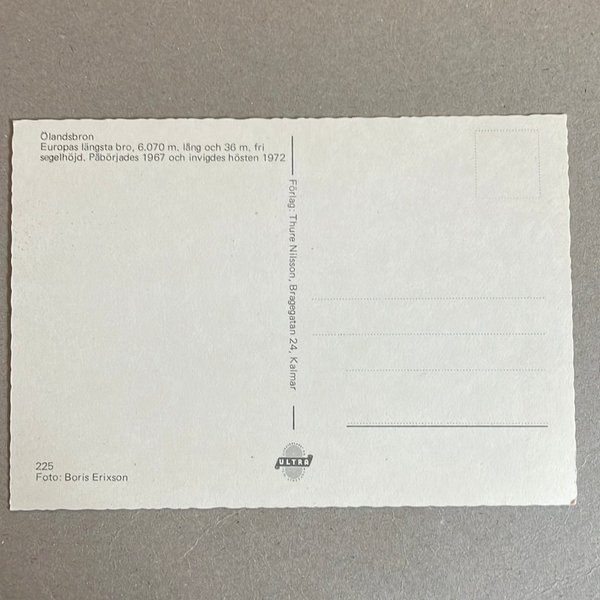 Ölandsbron
Europas längsta bro, 6.070 m. lång och 36 m. fri
segelhöjd. Påbörjades 1967 och invigdes hösten 1972
Förlag: Thure Nilsson, Bragegatan 24, Kalmar
ULTRA
225
Foto: Boris Erixson